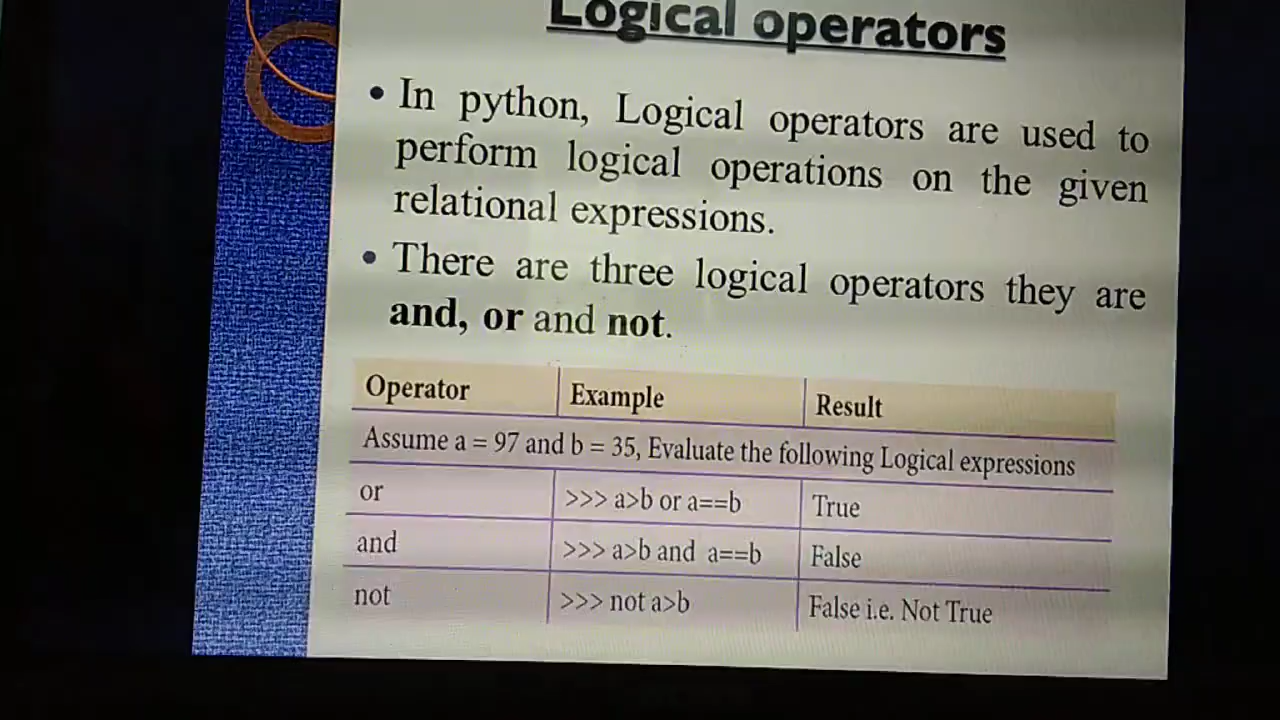 Logical operators
• In python, Logical operators are used to
perform logical operations on the given
relational expressions.
• There are three logical operators they are
and, or and not.
Operator Example Result
Assume a = 97 and b = 35, Evaluate the following Logical expressions
or >>> a>b or a==b True
and >>> a>b and a==b False
not >>> not a>b False i.e. Not True